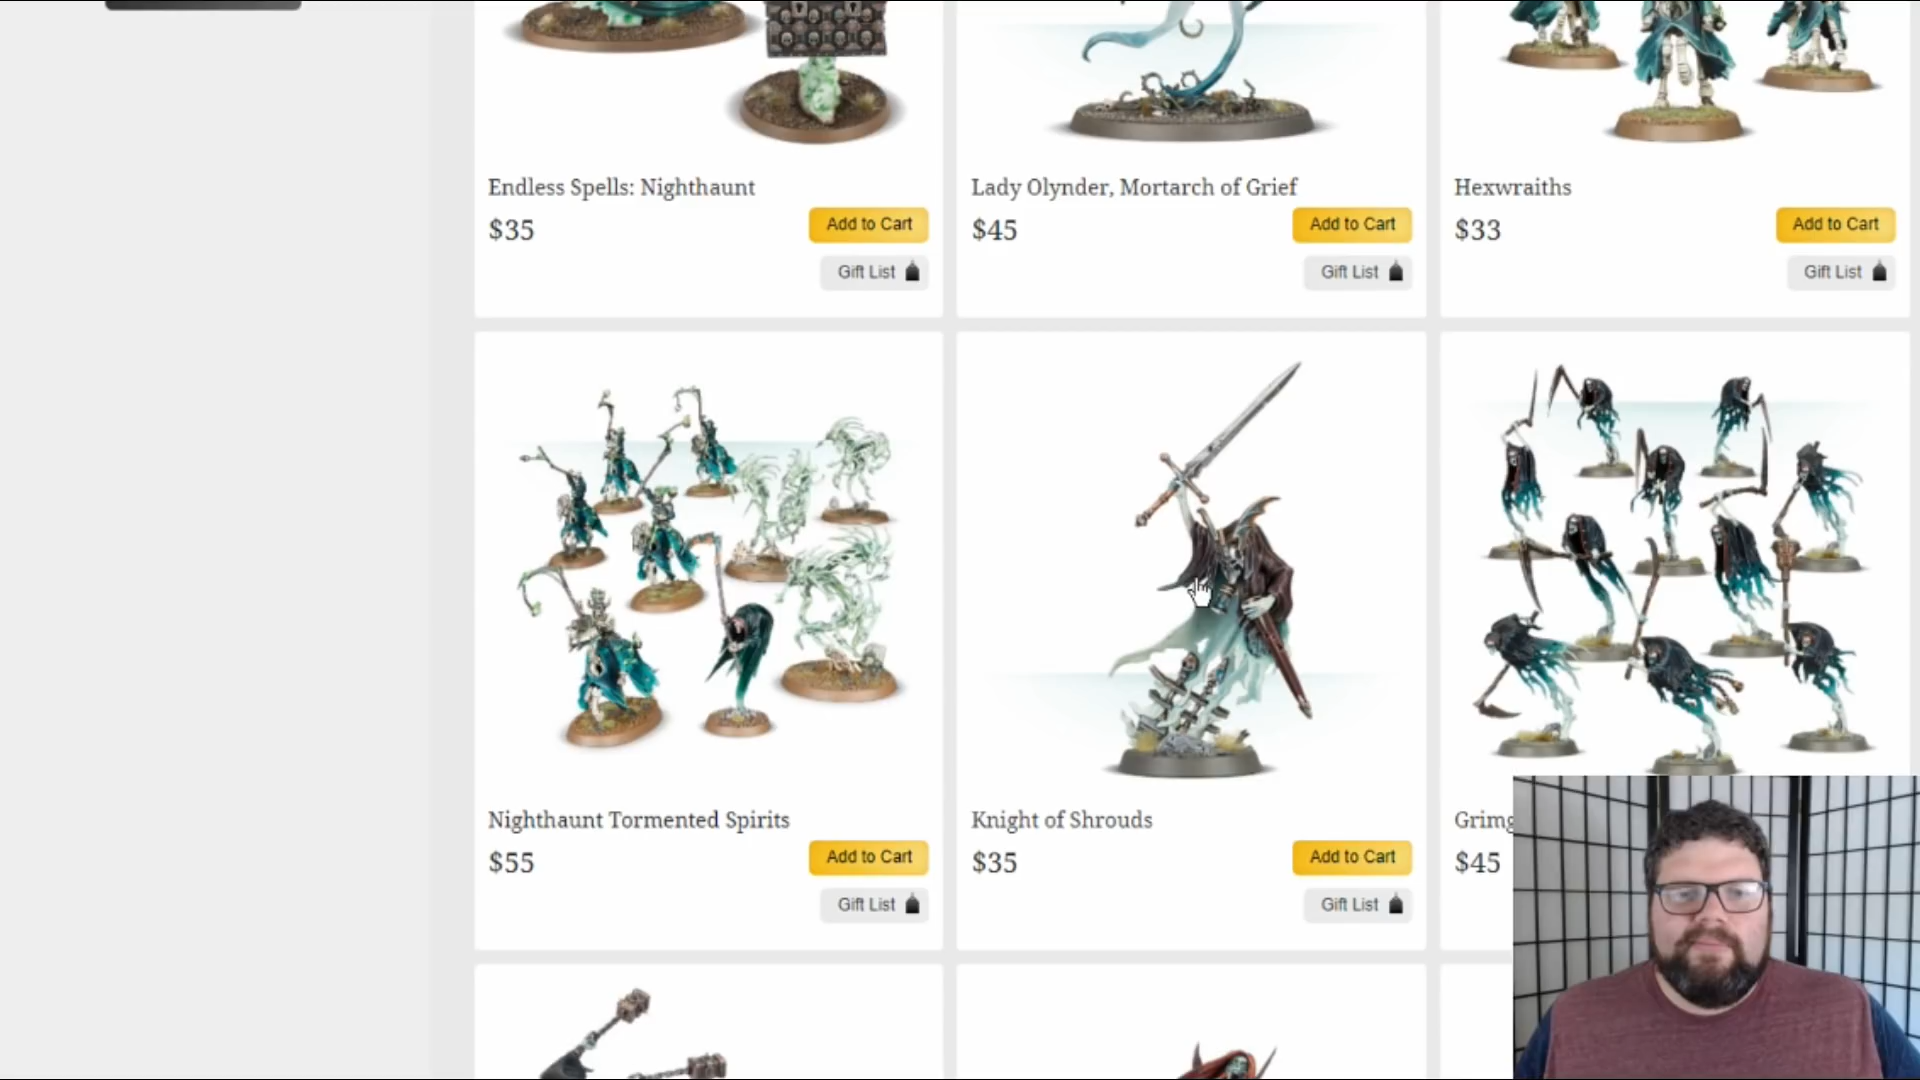 Endless Spells: Nighthaunt
$35
Add to Cart
Gift List
Lady Olynder, Mortarch of Grief
$45
Add to Cart
Gift List
Hexwraiths
$33
Add to Cart
Gift List
Nighthaunt Tormented Spirits
$55
Add to Cart
Gift List
Knight of Shrouds
$35
Add to Cart
Gift List
Grimg
$45